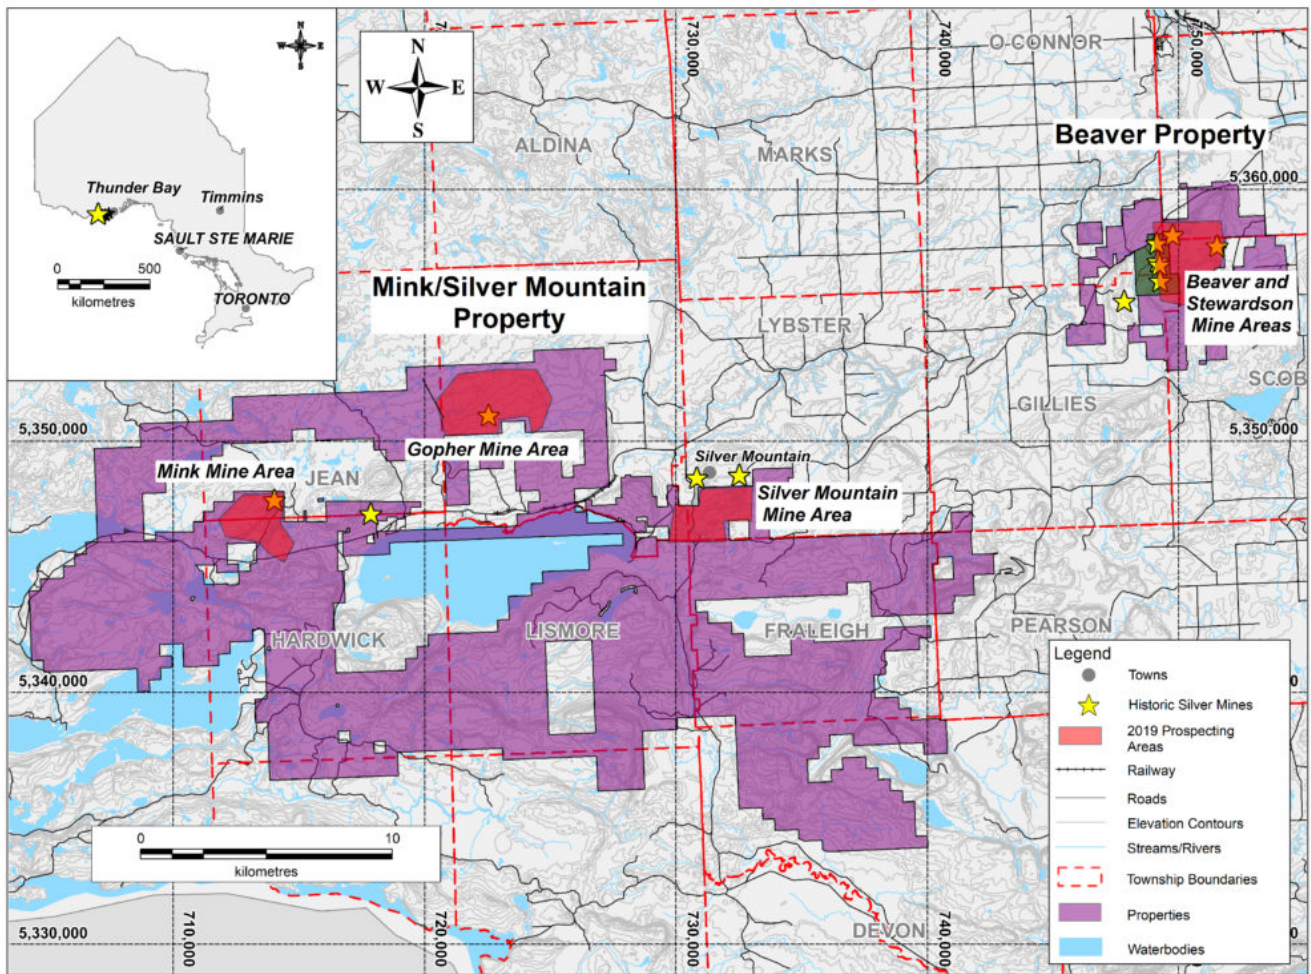 N
W E
S
Thunder Bay
Timmins
SAULT STE MARIE
0 500
kilometres
TORONTO
N
W E
S
730,000
740,000
750,000
O CONNOR
ALDINA
MARKS
Beaver Property
5,360,000
Mink/Silver Mountain
Property
Beaver and
Stewardson
Mine Areas
LYBSTER
SCOB
GILLIES
5,350,000
5,350,000
Gopher Mine Area
Mink Mine Area
JEAN
Silver Mountain
Silver Mountain
Mine Area
HARDWICK
LISMORE
FRALEIGH
PEARSON
5,340,000
Legend
Towns
Historic Silver Mines
2019 Prospecting
Areas
Railway
Roads
Elevation Contours
Streams/Rivers
Township Boundaries
Properties
Waterbodies
0 10
kilometres
710,000
720,000
730,000
740,000
DEVON
5,330,000